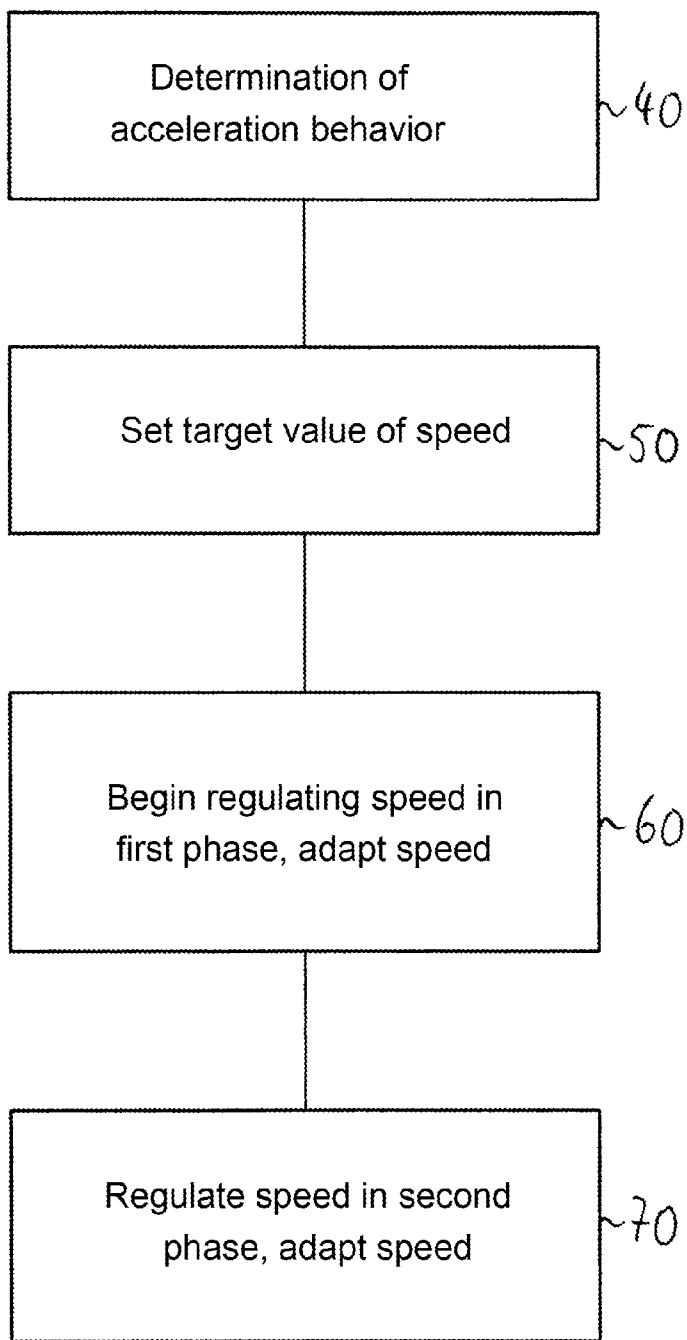 Determination of
acceleration behavior
~40
Set target value of speed
~50
Begin regulating speed in
first phase, adapt speed
~60
Regulate speed in second
phase, adapt speed
~70